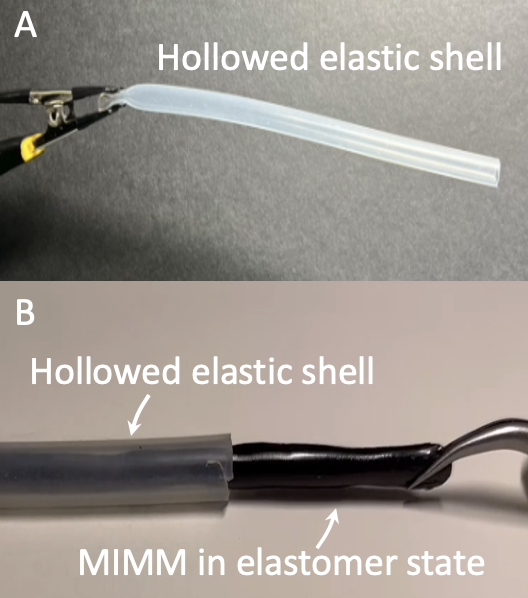 A
Hollowed elastic shell
B
Hollowed elastic shell
MIMM in elastomer state